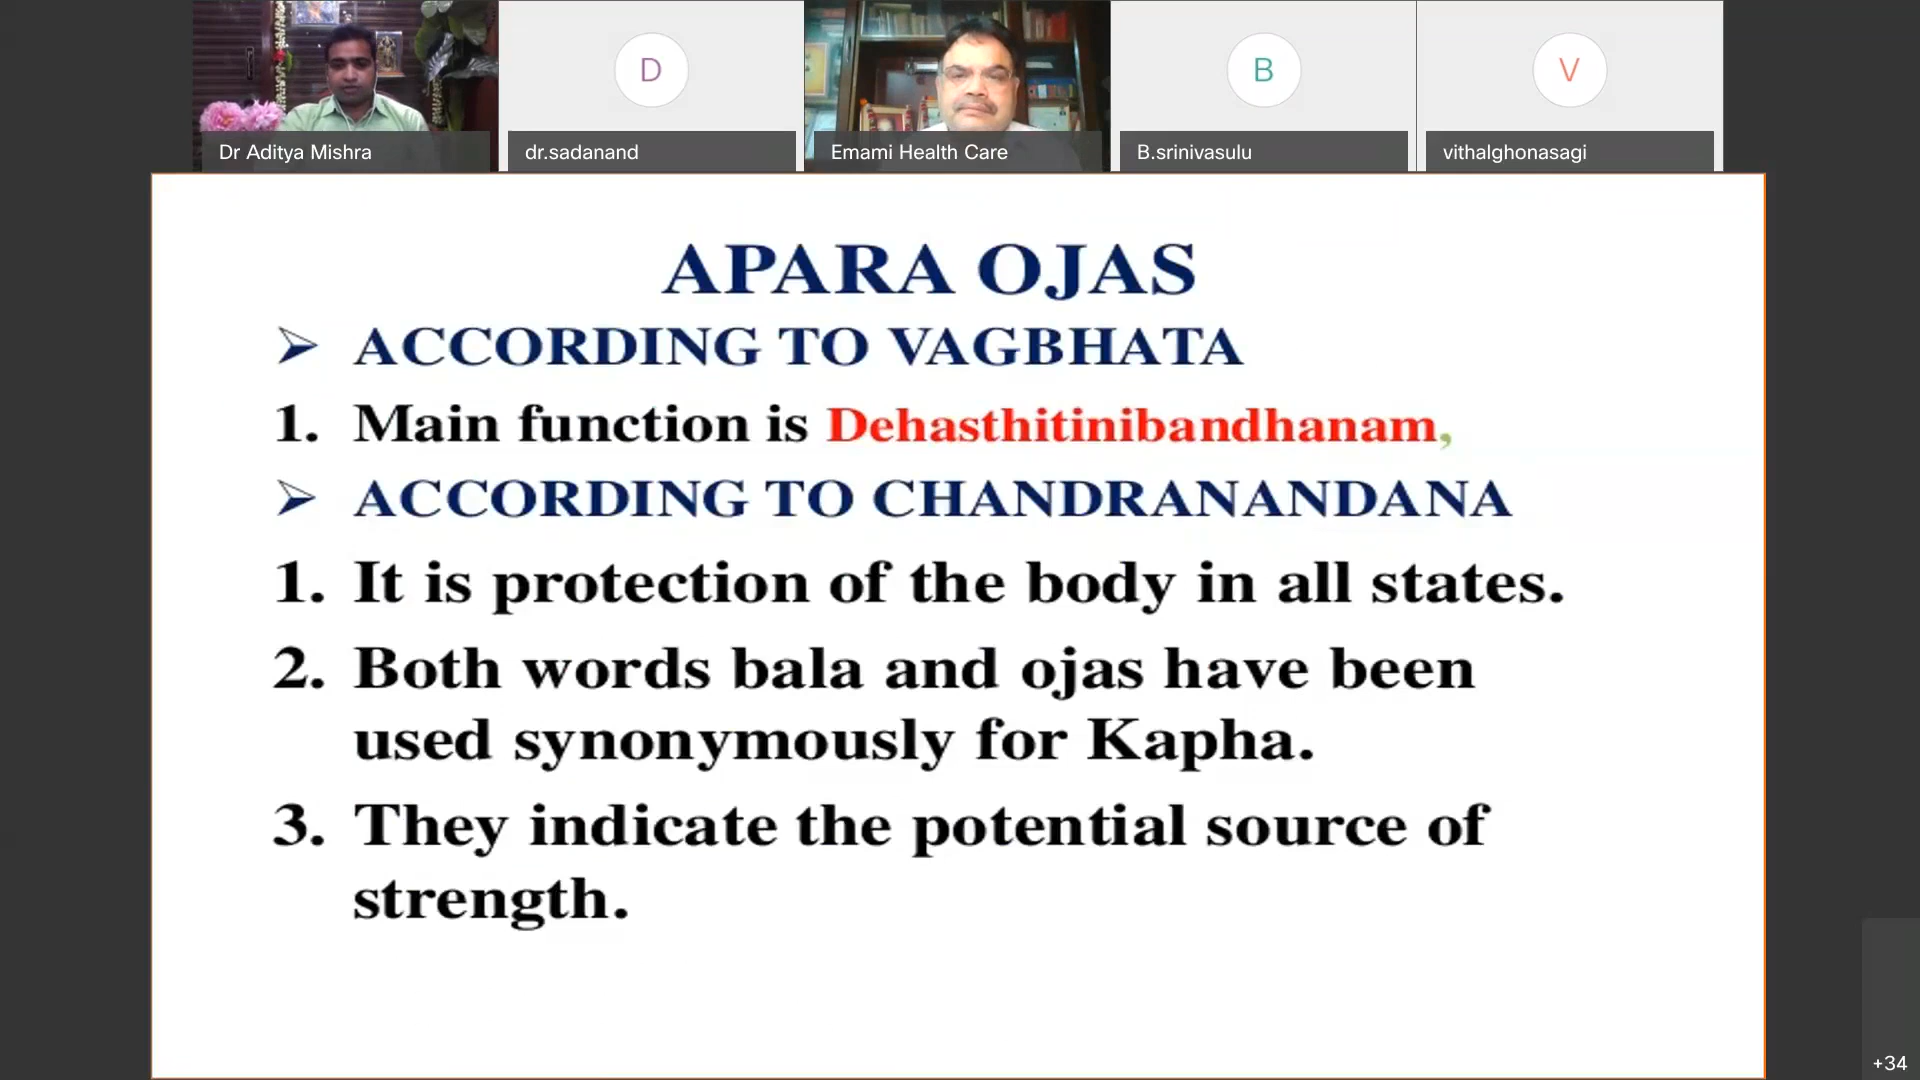 D
B
V
Dr Aditya Mishra
dr.sadanand
Emami Health Care
B.srinivasulu
vithalghonasagi
APARA OJAS
➢ ACCORDING TO VAGBHATA
1. Main function is Dehasthitinibandhanam,
➢ ACCORDING TO CHANDRANANDANA
1. It is protection of the body in all states.
2. Both words bala and ojas have been
used synonymously for Kapha.
3. They indicate the potential source of
strength.
+34